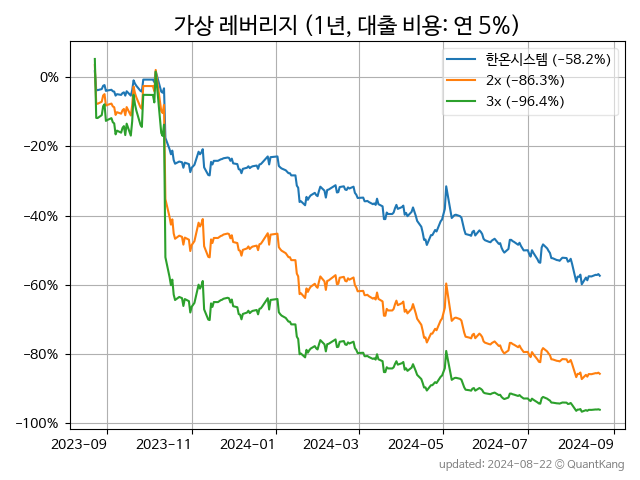 가상 레버리지 (1년, 대출 비용: 연 5%)
한온시스템 (−58.2%)
2x (−86.3%)
3x (−96.4%)
0%
−20%
−40%
−60%
−80%
−100%
2023-09 2023-11 2024-01 2024-03 2024-05 2024-07 2024-09
updated: 2024-08-22 © QuantKang